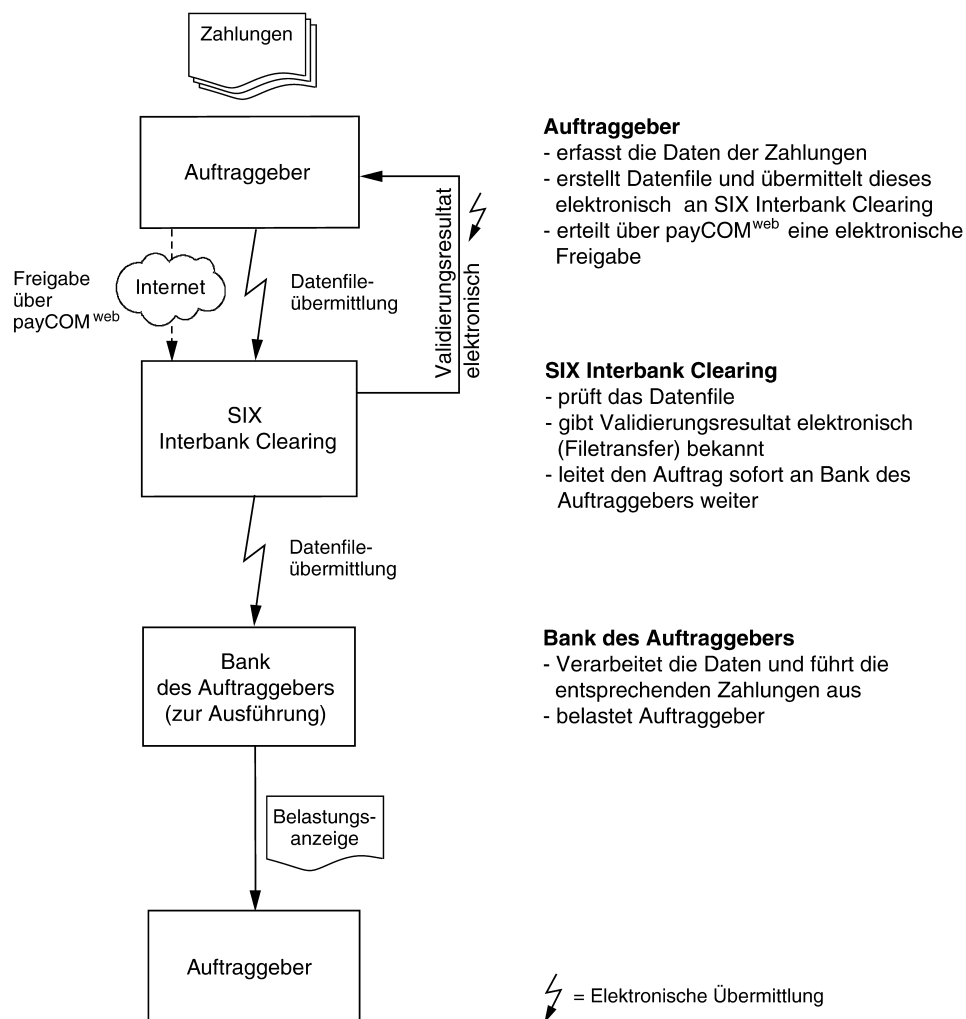 Zahlungen
Auftraggeber
Auftraggeber
- erfasst die Daten der Zahlungen
- erstellt Datenfile und übermittelt dieses
elektronisch an SIX Interbank Clearing
- erteilt über payCOMweb eine elektronische
Freigabe
Freigabe
über
payCOMweb
Internet
Datenfile-
übermittlung
Validierungsresultat
elektronisch
SIX
Interbank Clearing
SIX Interbank Clearing
- prüft das Datenfile
- gibt Validierungsresultat elektronisch
(Filetransfer) bekannt
- leitet den Auftrag sofort an Bank des
Auftraggebers weiter
Datenfile-
übermittlung
Bank
des Auftraggebers
(zur Ausführung)
Bank des Auftraggebers
- Verarbeitet die Daten und führt die
entsprechenden Zahlungen aus
- belastet Auftraggeber
Belastungs-
anzeige
Auftraggeber
= Elektronische Übermittlung